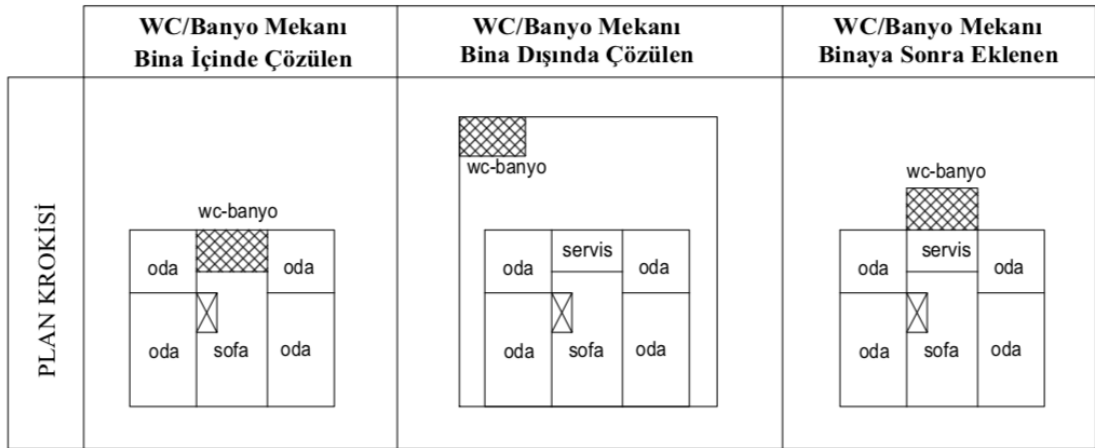 WC/Banyo Mekanı
Bina İçinde Çözülen
WC/Banyo Mekanı
Bina Dışında Çözülen
WC/Banyo Mekanı
Binaya Sonra Eklenen
PLAN KROKİSİ
wc-banyo
oda
oda
oda
sofa
oda
wc-banyo
oda
servis
oda
oda
sofa
oda
wc-banyo
oda
servis
oda
oda
sofa
oda